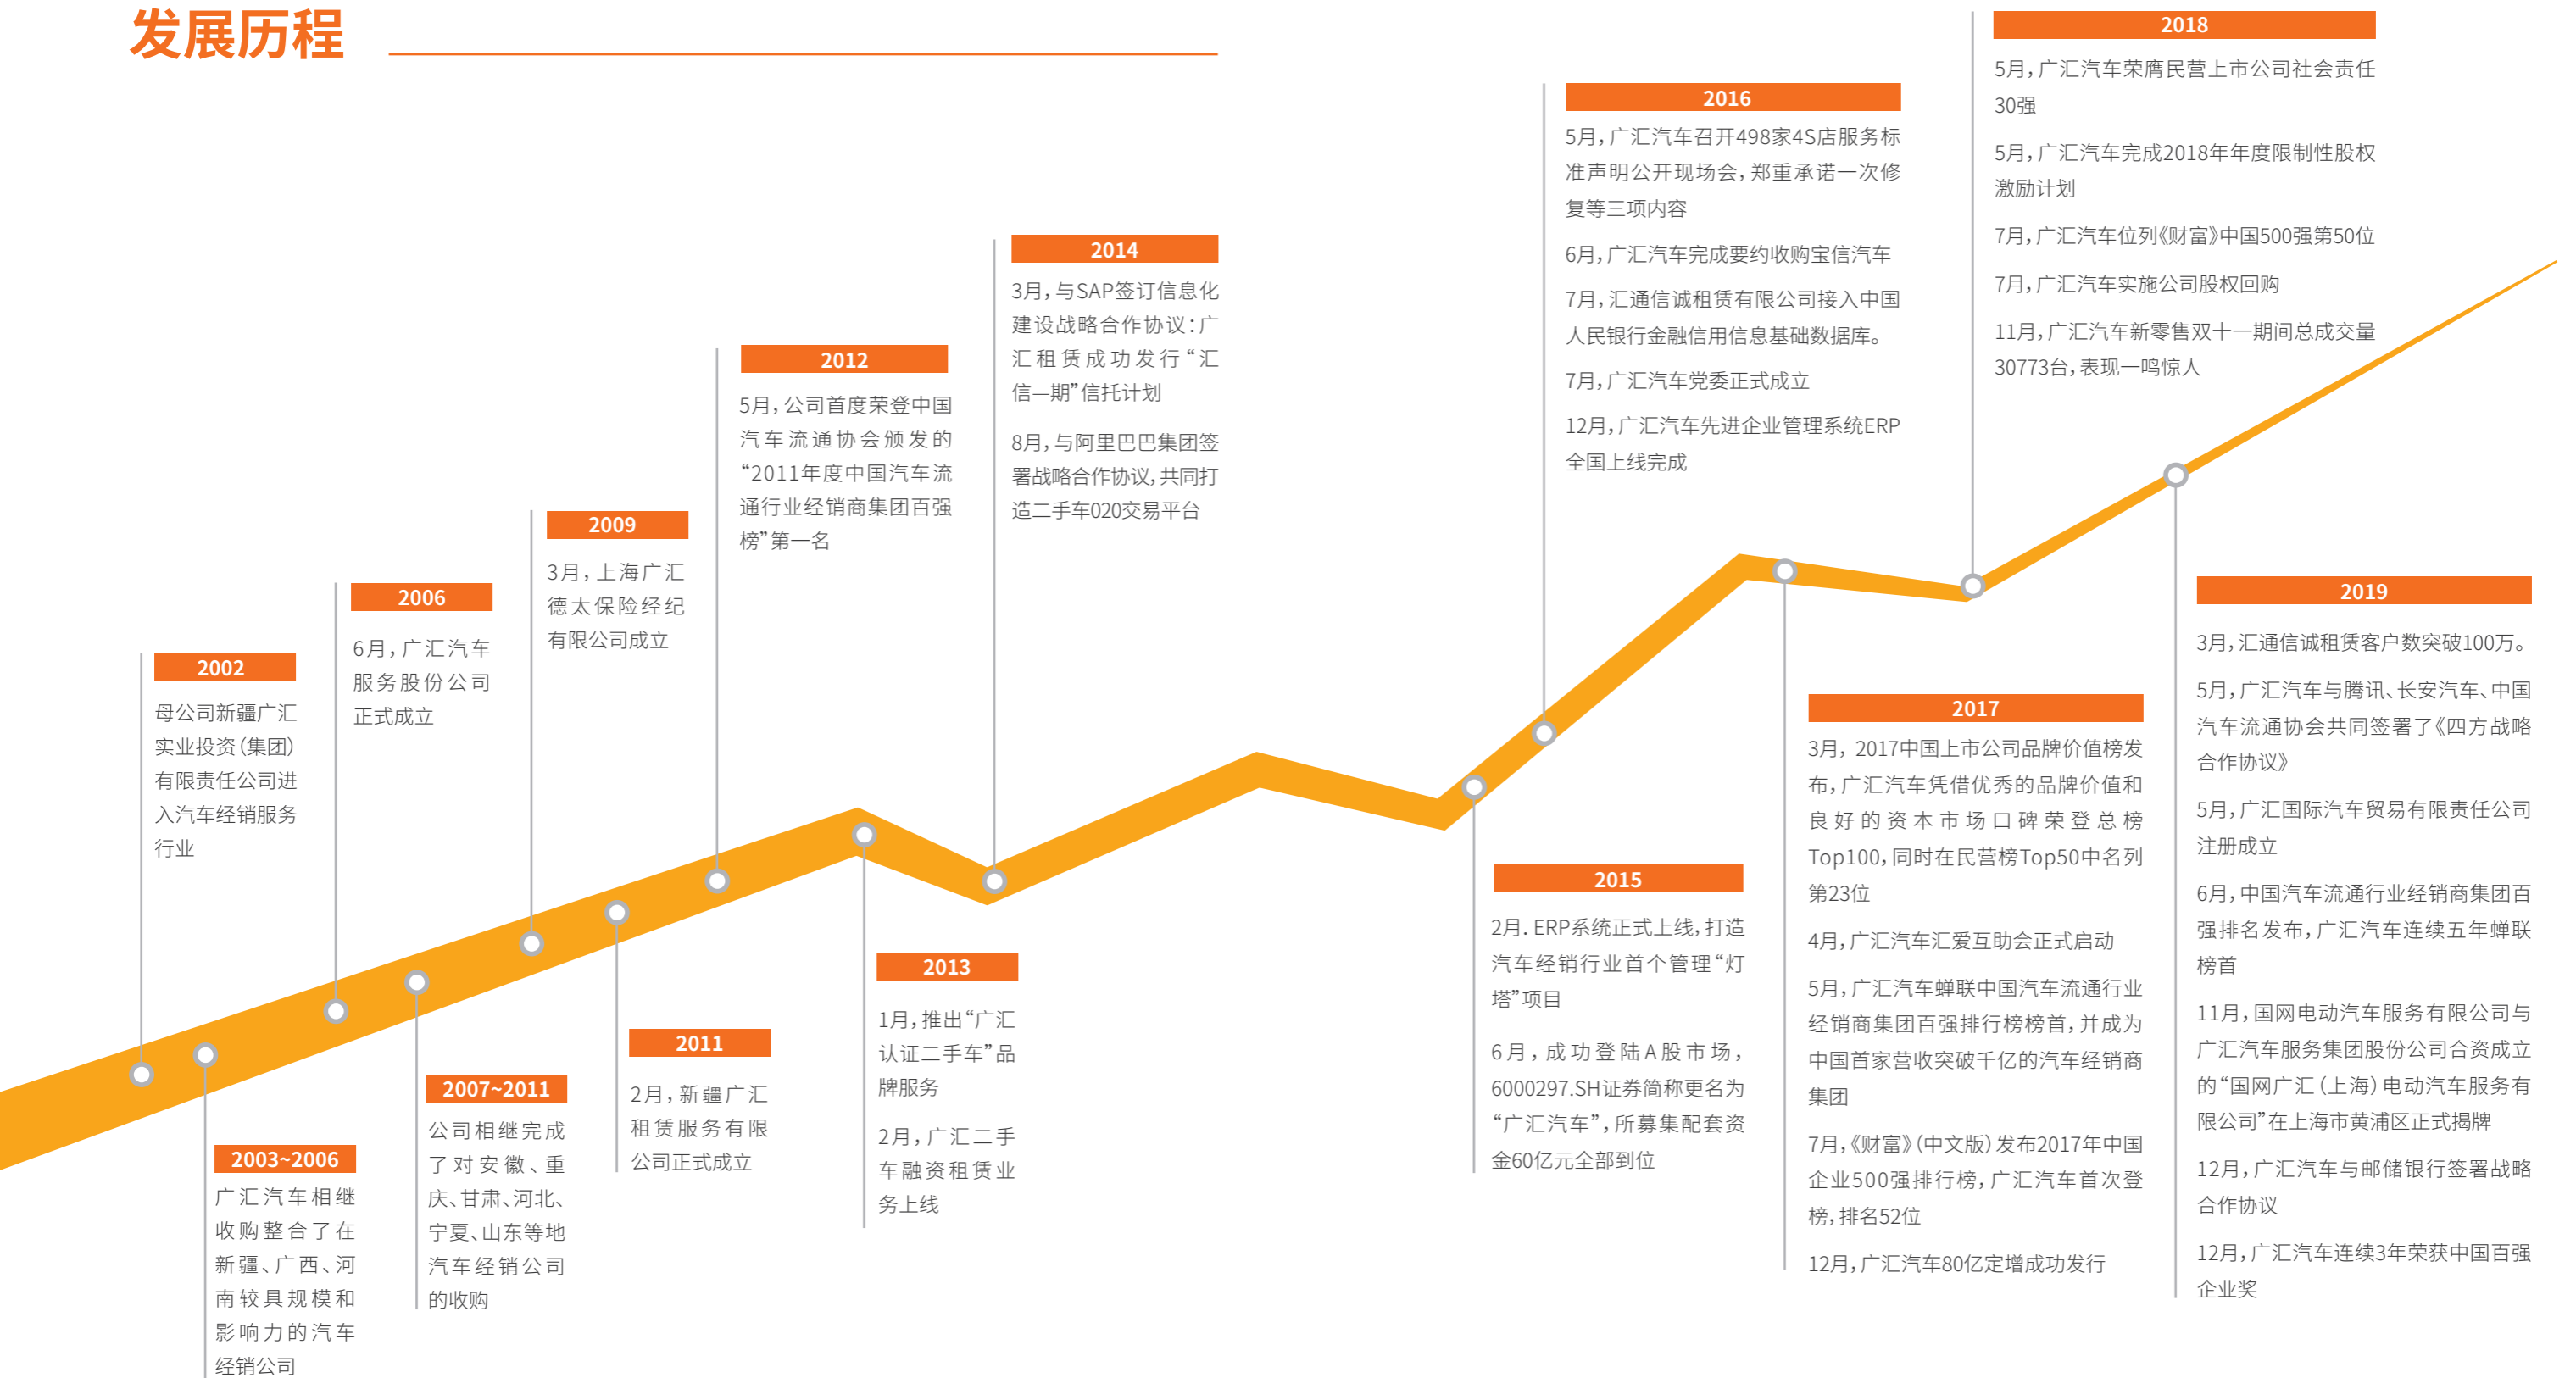 发展历程
2002
母公司新疆广汇
实业投资（集团）
有限责任公司进
入汽车经销服务
行业
2003~2006
广汇汽车相继
收购整合了在
新疆、广西、河
南较具规模和
影响力的汽车
经销公司
2006
6月，广汇汽车
服务股份公司
正式成立
2007~2011
公司相继完成
了对安徽、重
庆、甘肃、河北、
宁夏、山东等地
汽车经销公司
的收购
2009
3月，上海广汇
德太保险经纪
有限公司成立
2011
2月，新疆广汇
租赁服务有限
公司正式成立
2012
5月，公司首度荣登中国
汽车流通协会颁发的
“2011年度中国汽车流
通行业经销商集团百强
榜”第一名
2013
1月，推出“广汇
认证二手车”品
牌服务
2月，广汇二手
车融资租赁业
务上线
2014
3月，与SAP签订信息化
建设战略合作协议：广
汇租赁成功发行“汇
信—期”信托计划
8月，与阿里巴巴集团签
署战略合作协议，共同打
造二手车020交易平台
2015
2月．ERP系统正式上线，打造
汽车经销行业首个管理“灯
塔”项目
6月，成功登陆A股市场，
6000297.SH证券简称更名为
“广汇汽车”，所募集配套资
金60亿元全部到位
2016
5月，广汇汽车召开498家4S店服务标
准声明公开现场会，郑重承诺一次修
复等三项内容
6月，广汇汽车完成要约收购宝信汽车
7月，汇通信诚租赁有限公司接入中国
人民银行金融信用信息基础数据库。
7月，广汇汽车党委正式成立
12月，广汇汽车先进企业管理系统ERP
全国上线完成
2017
3月，2017中国上市公司品牌价值榜发
布，广汇汽车凭借优秀的品牌价值和
良好的资本市场口碑荣登总榜
Top100，同时在民营榜Top50中名列
第23位
4月，广汇汽车汇爱互助会正式启动
5月，广汇汽车蝉联中国汽车流通行业
经销商集团百强排行榜榜首，并成为
中国首家营收突破千亿的汽车经销商
集团
7月，《财富》（中文版）发布2017年中国
企业500强排行榜，广汇汽车首次登
榜，排名52位
12月，广汇汽车80亿定增成功发行
2018
5月，广汇汽车荣膺民营上市公司社会责任
30强
5月，广汇汽车完成2018年年度限制性股权
激励计划
7月，广汇汽车位列《财富》中国500强第50位
7月，广汇汽车实施公司股权回购
11月，广汇汽车新零售双十一期间总成交量
30773台，表现一鸣惊人
2019
3月，汇通信诚租赁客户数突破100万。
5月，广汇汽车与腾讯、长安汽车、中国
汽车流通协会共同签署了《四方战略
合作协议》
5月，广汇国际汽车贸易有限责任公司
注册成立
6月，中国汽车流通行业经销商集团百
强排名发布，广汇汽车连续五年蝉联
榜首
11月，国网电动汽车服务有限公司与
广汇汽车服务集团股份公司合资成立
的“国网广汇（上海）电动汽车服务有
限公司”在上海市黄浦区正式揭牌
12月，广汇汽车与邮储银行签署战略
合作协议
12月，广汇汽车连续3年荣获中国百强
企业奖